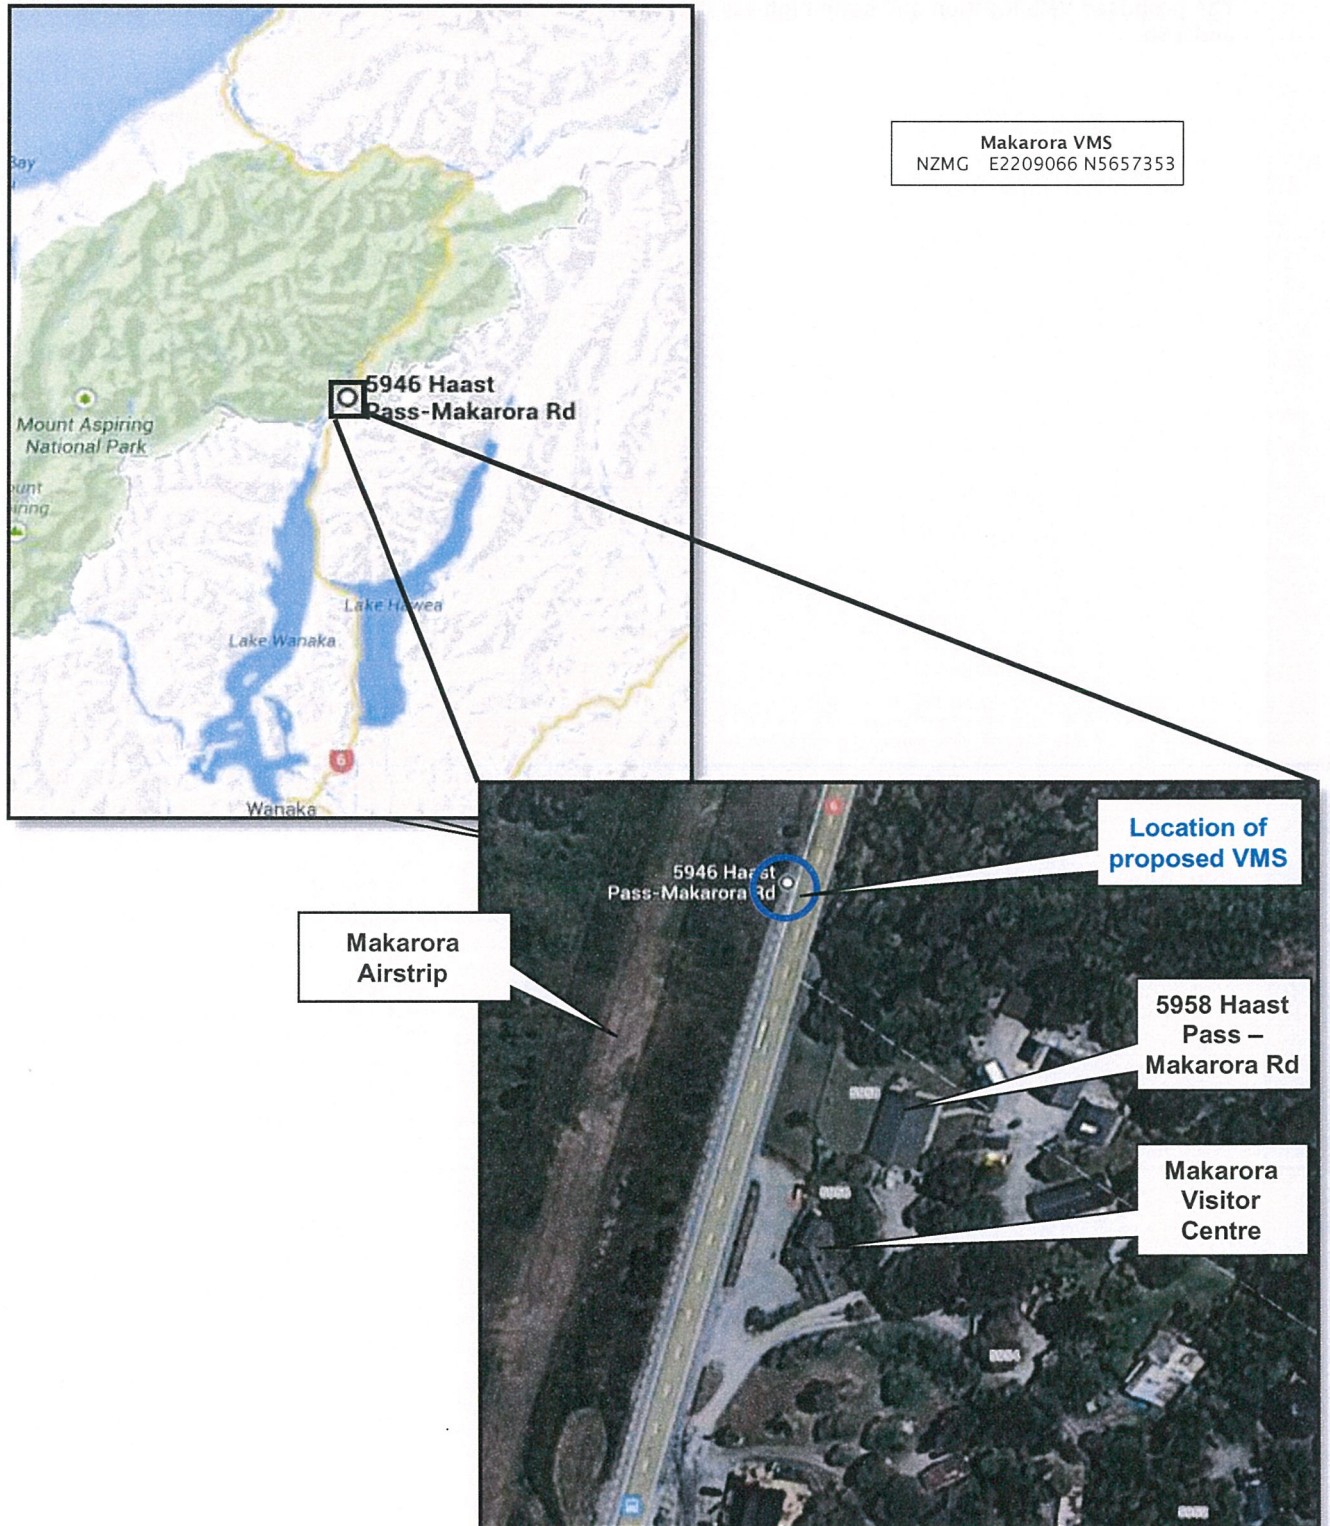 Makarora VMS
NZMG E2209066 N5657353
Bay
5946 Haast
Pass-Makarora Rd
Mount Aspiring
National Park
Lake Hawea
Lake Wanaka
6
Wanaka
6
Location of
proposed VMS
5946 Haast
Pass-Makarora Rd
Makarora
Airstrip
5958 Haast
Pass –
Makarora Rd
Makarora
Visitor
Centre